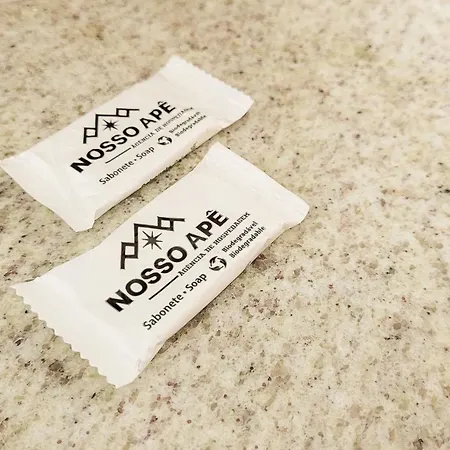 NOSSO APÊ
AGÊNCIA DE HOSPEDAGEM
Sabonete • Soap
Biodegradável
Biodegradable
NOSSO APÊ
AGÊNCIA DE HOSPEDAGEM
Sabonete • Soap
Biodegradável
Biodegradable